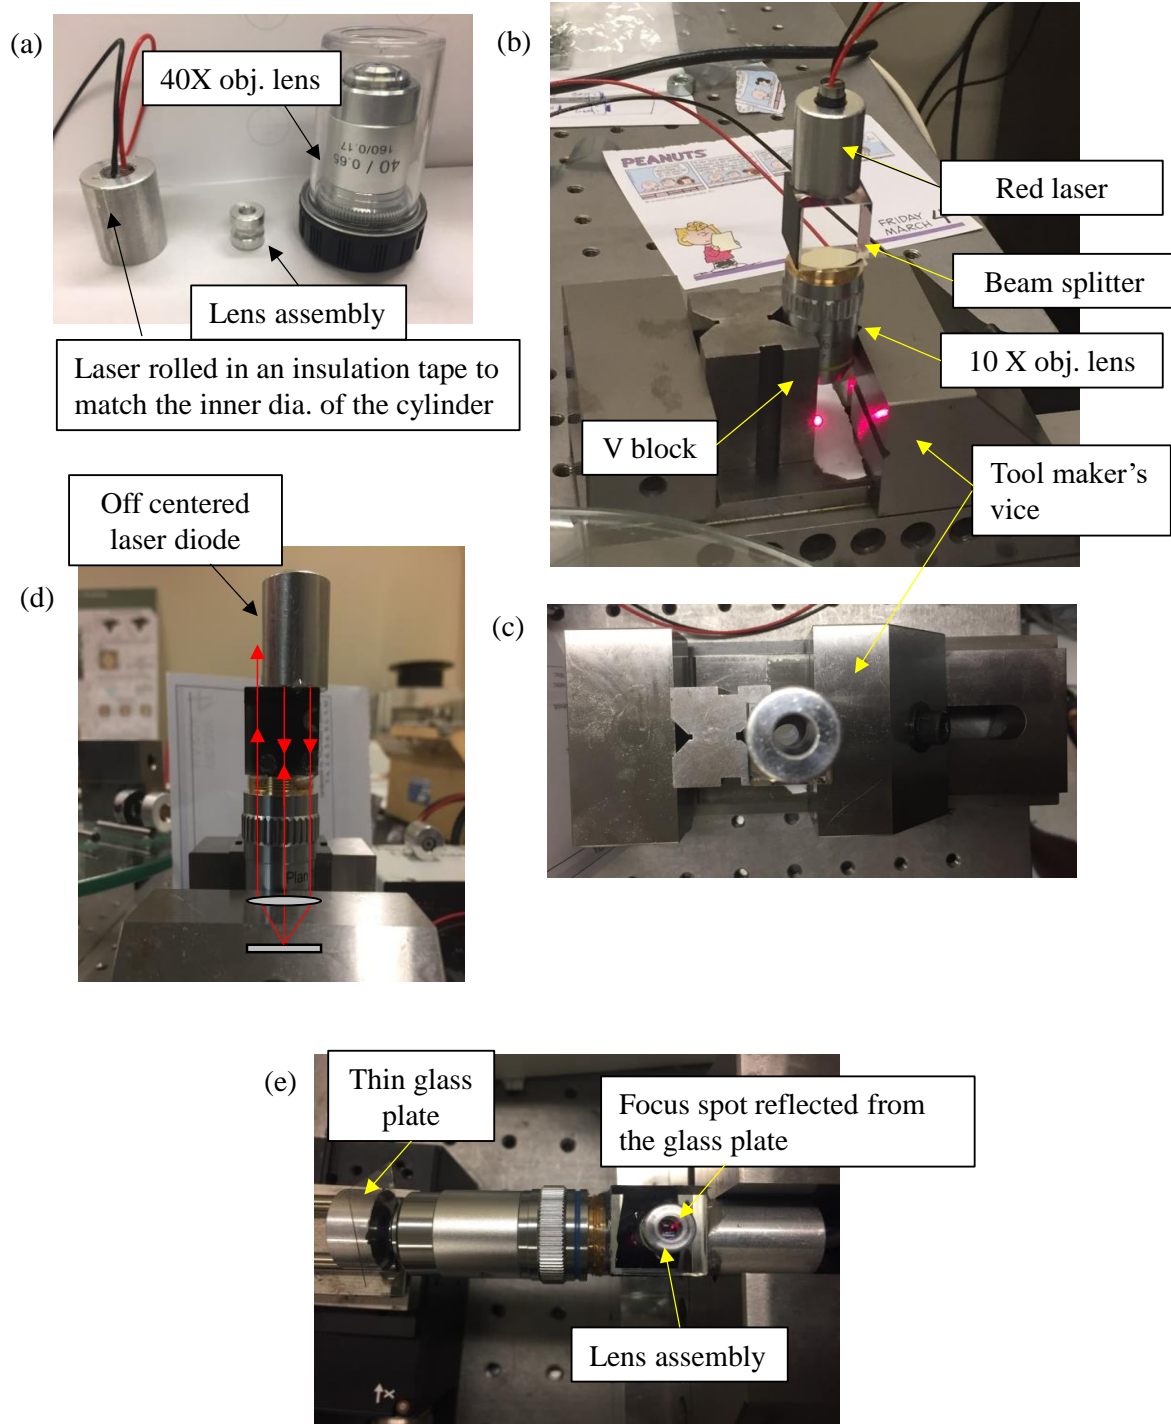 (a)
40X obj. lens
160/0.17
40 / 0.65
Lens assembly
Laser rolled in an insulation tape to
match the inner dia. of the cylinder
(b)
PEANUTS
FRIDAY
MARCH 4
Red laser
Beam splitter
10 X obj. lens
V block
Tool maker's
vice
(c)
Off centered
laser diode
(d)
Plan
(e)
Thin glass
plate
Focus spot reflected from
the glass plate
Lens assembly
X